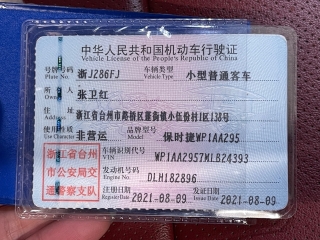 中华人民共和国机动车行驶证
Vehicle License of the People's Republic of China
号牌号码 浙J286FJ 车辆类型 小型普通客车
Plate No. Vehicle Type
所有人 张卫红
Owner
住址 浙江省台州市路桥区蓬街镇小伍份村1区138号
Address
使用性质 非营运 品牌型号 保时捷WP1AA295
Use Character Model
浙江省台州市公安局交通警察支队
车辆识别代号 WP1AA2957MLB24393
VIN
发动机号码 DLH182896
Engine No.
注册日期 2021-08-09 发证日期 2021-08-09
Register Date Issue Date